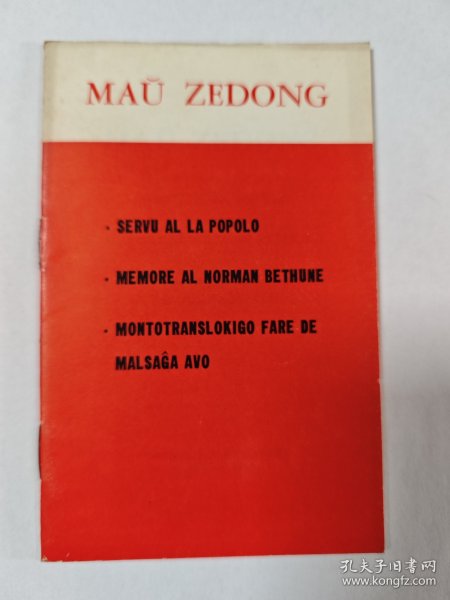 MAŬ ZEDONG
· SERVU AL LA POPOLO
· MEMORE AL NORMAN BETHUNE
· MONTOTRANSLOKIGO FARE DE
MALSAĜA AVO
孔夫子旧书网
www.kongfz.com